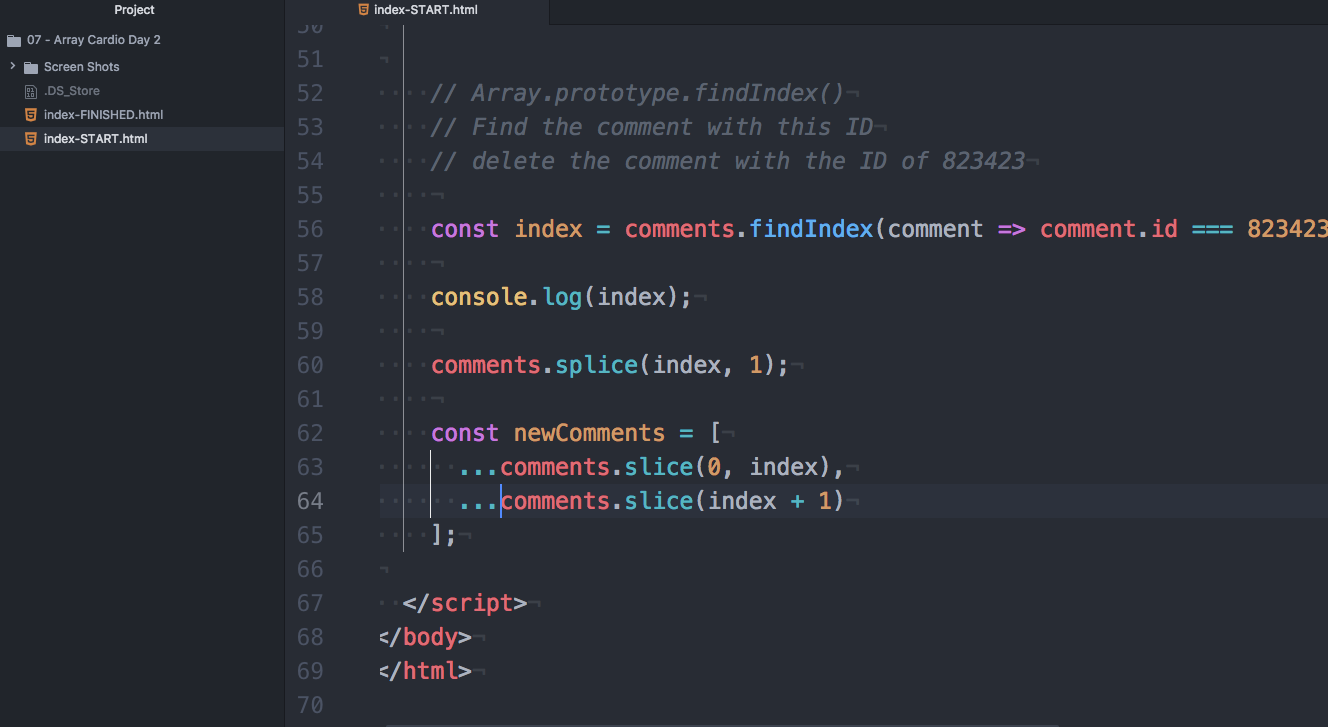 Project
07 - Array Cardio Day 2
Screen Shots
.DS_Store
index-FINISHED.html
index-START.html
index-START.html
50
51
52 // Array.prototype.findIndex()
53 // Find the comment with this ID
54 // delete the comment with the ID of 823423
55
56 const index = comments.findIndex(comment => comment.id === 823423
57
58 console.log(index);
59
60 comments.splice(index, 1);
61
62 const newComments = [
63 ...comments.slice(0, index),
64 ...comments.slice(index + 1)
65 ];
66
67 </script>
68 </body>
69 </html>
70